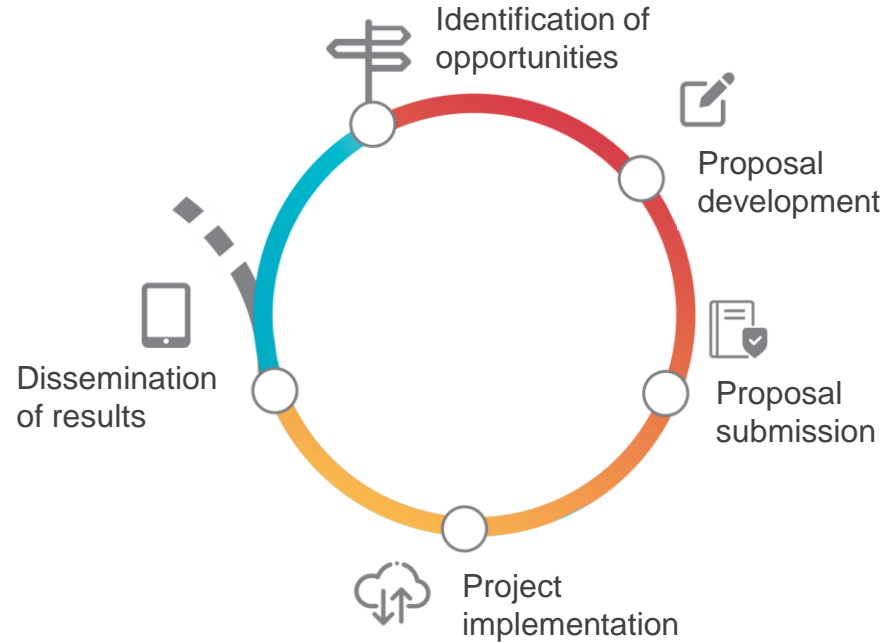 Identification of
opportunities
Proposal
development
Proposal
submission
Project
implementation
Dissemination
of results